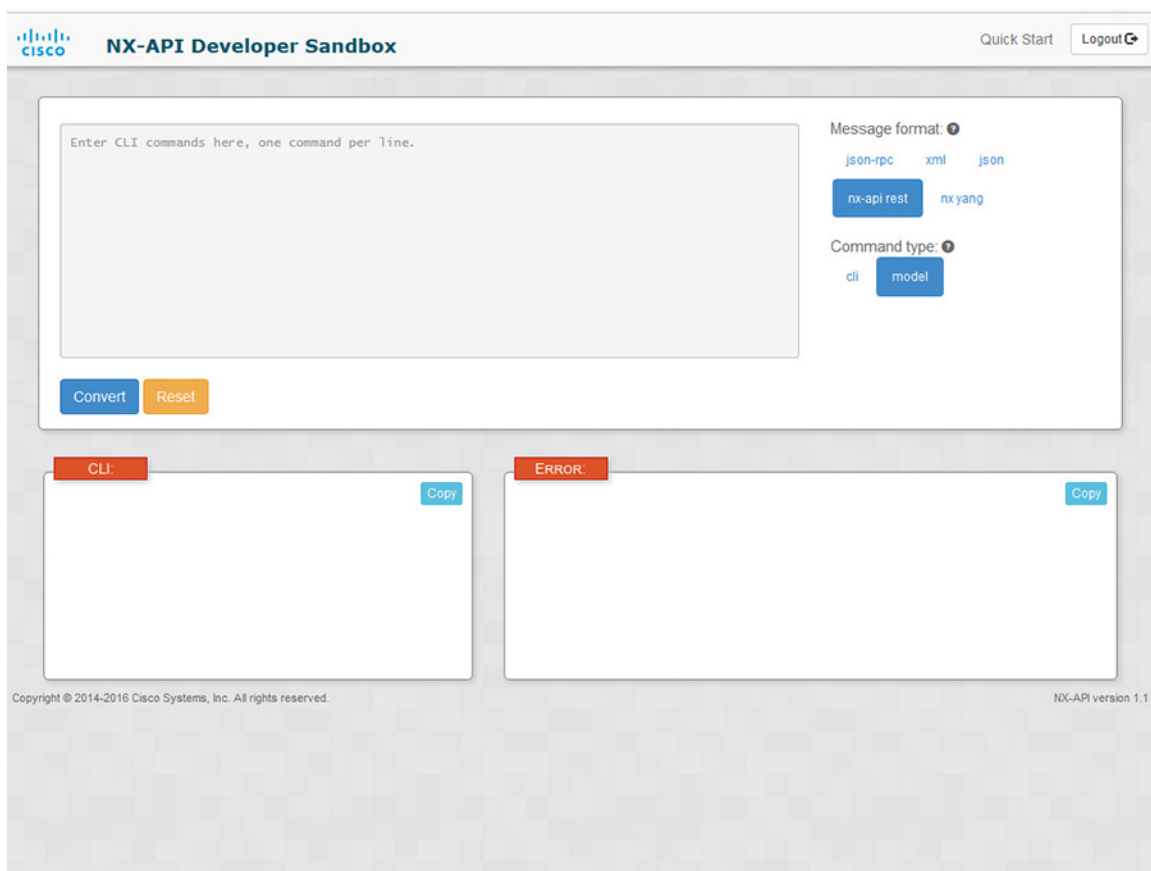 CISCO
NX-API Developer Sandbox
Quick Start
Logout
Enter CLI commands here, one command per line.
Message format:
json-rpc xml json
nx-api rest nx yang
Command type:
cli model
Convert Reset
CLI:
Copy
ERROR:
Copy
Copyright © 2014-2016 Cisco Systems, Inc. All rights reserved.
NX-API version 1.1